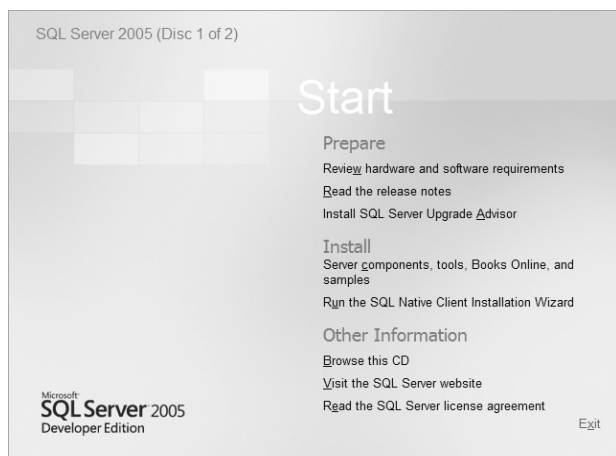 SQL Server 2005 (Disc 1 of 2)
Start
Prepare
Review hardware and software requirements
Read the release notes
Install SQL Server Upgrade Advisor
Install
Server components, tools, Books Online, and
samples
Run the SQL Native Client Installation Wizard
Other Information
Browse this CD
Visit the SQL Server website
Read the SQL Server license agreement
Microsoft
SQL Server 2005
Developer Edition
Exit